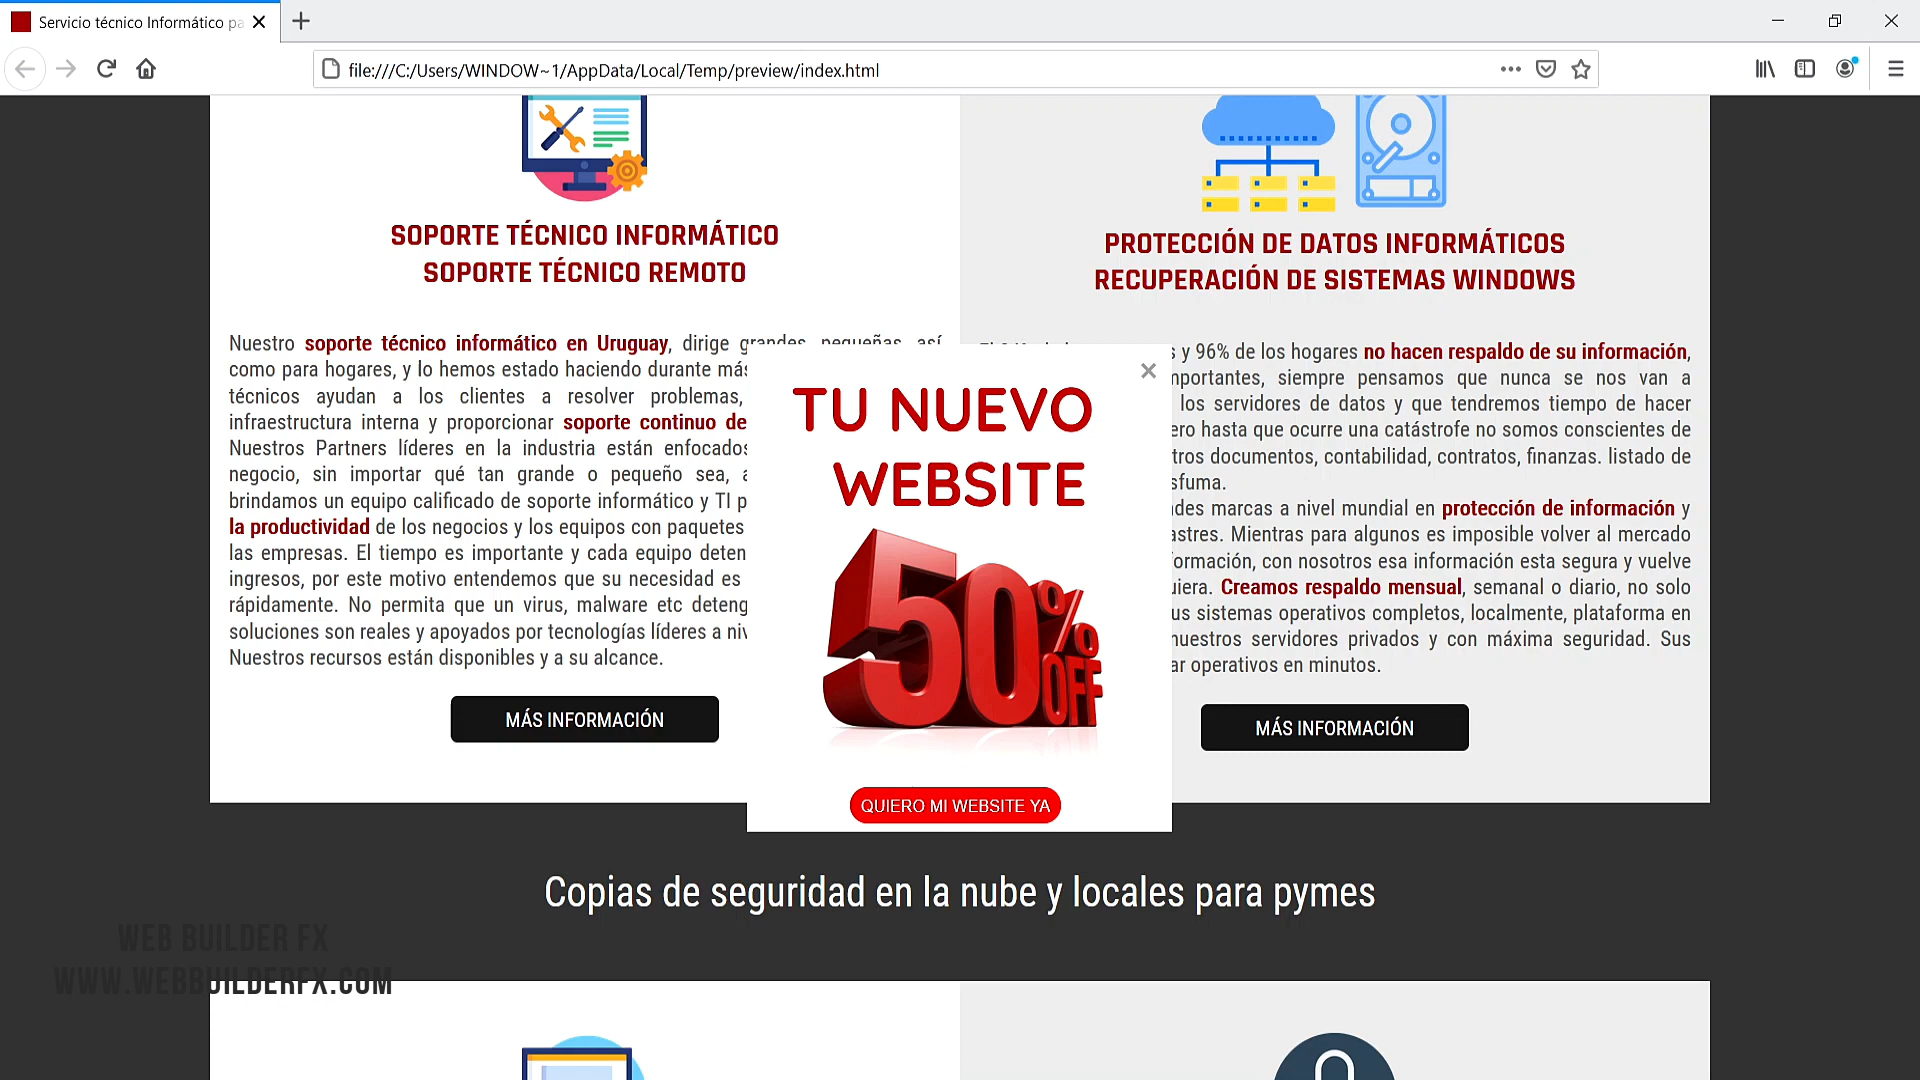 Servicio técnico Informático pa
file:///C:/Users/WINDOW~1/AppData/Local/Temp/preview/index.html
SOPORTE TÉCNICO INFORMÁTICO
SOPORTE TÉCNICO REMOTO
Nuestro soporte técnico informático en Uruguay, dirige grandes, pequeñas, así
como para hogares, y lo hemos estado haciendo durante más
técnicos ayudan a los clientes a resolver problemas,
infraestructura interna y proporcionar soporte continuo de
Nuestros Partners líderes en la industria están enfocados
negocio, sin importar qué tan grande o pequeño sea, a
brindamos un equipo calificado de soporte informático y TI p
la productividad de los negocios y los equipos con paquetes
las empresas. El tiempo es importante y cada equipo deten
ingresos, por este motivo entendemos que su necesidad es
rápidamente. No permita que un virus, malware etc deteng
soluciones son reales y apoyados por tecnologías líderes a niv
Nuestros recursos están disponibles y a su alcance.
MÁS INFORMACIÓN
PROTECCIÓN DE DATOS INFORMÁTICOS
RECUPERACIÓN DE SISTEMAS WINDOWS
s y 96% de los hogares no hacen respaldo de su información,
mportantes, siempre pensamos que nunca se nos van a
los servidores de datos y que tendremos tiempo de hacer
ero hasta que ocurre una catástrofe no somos conscientes de
tros documentos, contabilidad, contratos, finanzas. listado de
sfuma.
ndes marcas a nivel mundial en protección de información y
astres. Mientras para algunos es imposible volver al mercado
ormación, con nosotros esa información esta segura y vuelve
uiera. Creamos respaldo mensual, semanal o diario, no solo
us sistemas operativos completos, localmente, plataforma en
nuestros servidores privados y con máxima seguridad. Sus
ar operativos en minutos.
MÁS INFORMACIÓN
TU NUEVO
WEBSITE
50% OFF
QUIERO MI WEBSITE YA
Copias de seguridad en la nube y locales para pymes
WEB BUILDER FX
WWW.WEBBUILDERFX.COM